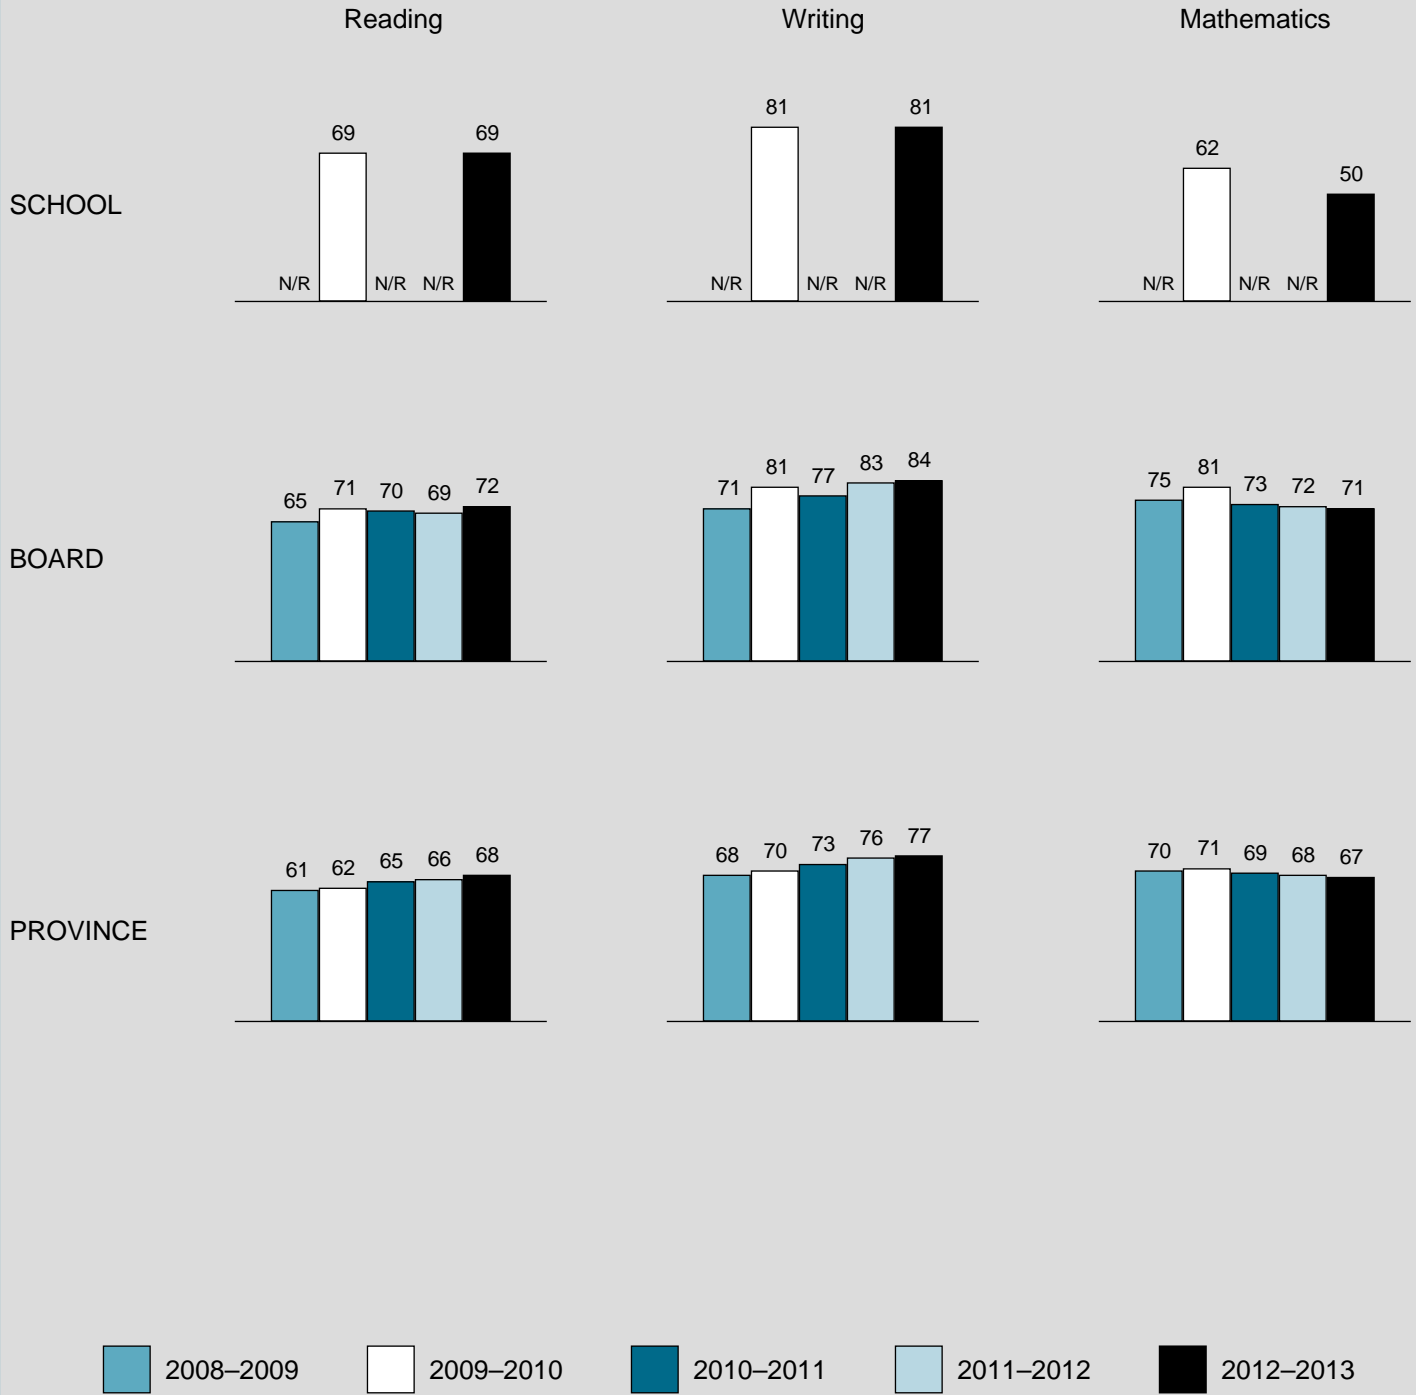 Reading Writing Mathematics
SCHOOL
69 69
N/R N/R N/R
81 81
N/R N/R N/R
62 50
N/R N/R N/R
BOARD
65 71 70 69 72
71 81 77 83 84
75 81 73 72 71
PROVINCE
61 62 65 66 68
68 70 73 76 77
70 71 69 68 67
2008–2009 2009–2010 2010–2011 2011–2012 2012–2013